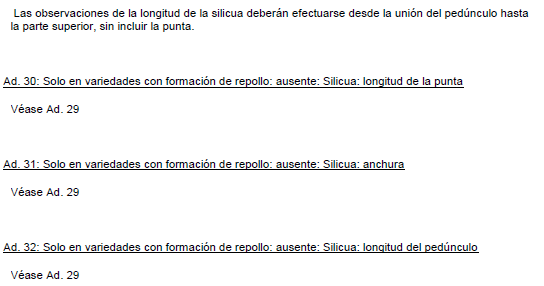 Las observaciones de la longitud de la silicua deberán efectuarse desde la unión del pedúnculo hasta
la parte superior, sin incluir la punta.
Ad. 30: Solo en variedades con formación de repollo: ausente: Silicua: longitud de la punta
Véase Ad. 29
Ad. 31: Solo en variedades con formación de repollo: ausente: Silicua: anchura
Véase Ad. 29
Ad. 32: Solo en variedades con formación de repollo: ausente: Silicua: longitud del pedúnculo
Véase Ad. 29